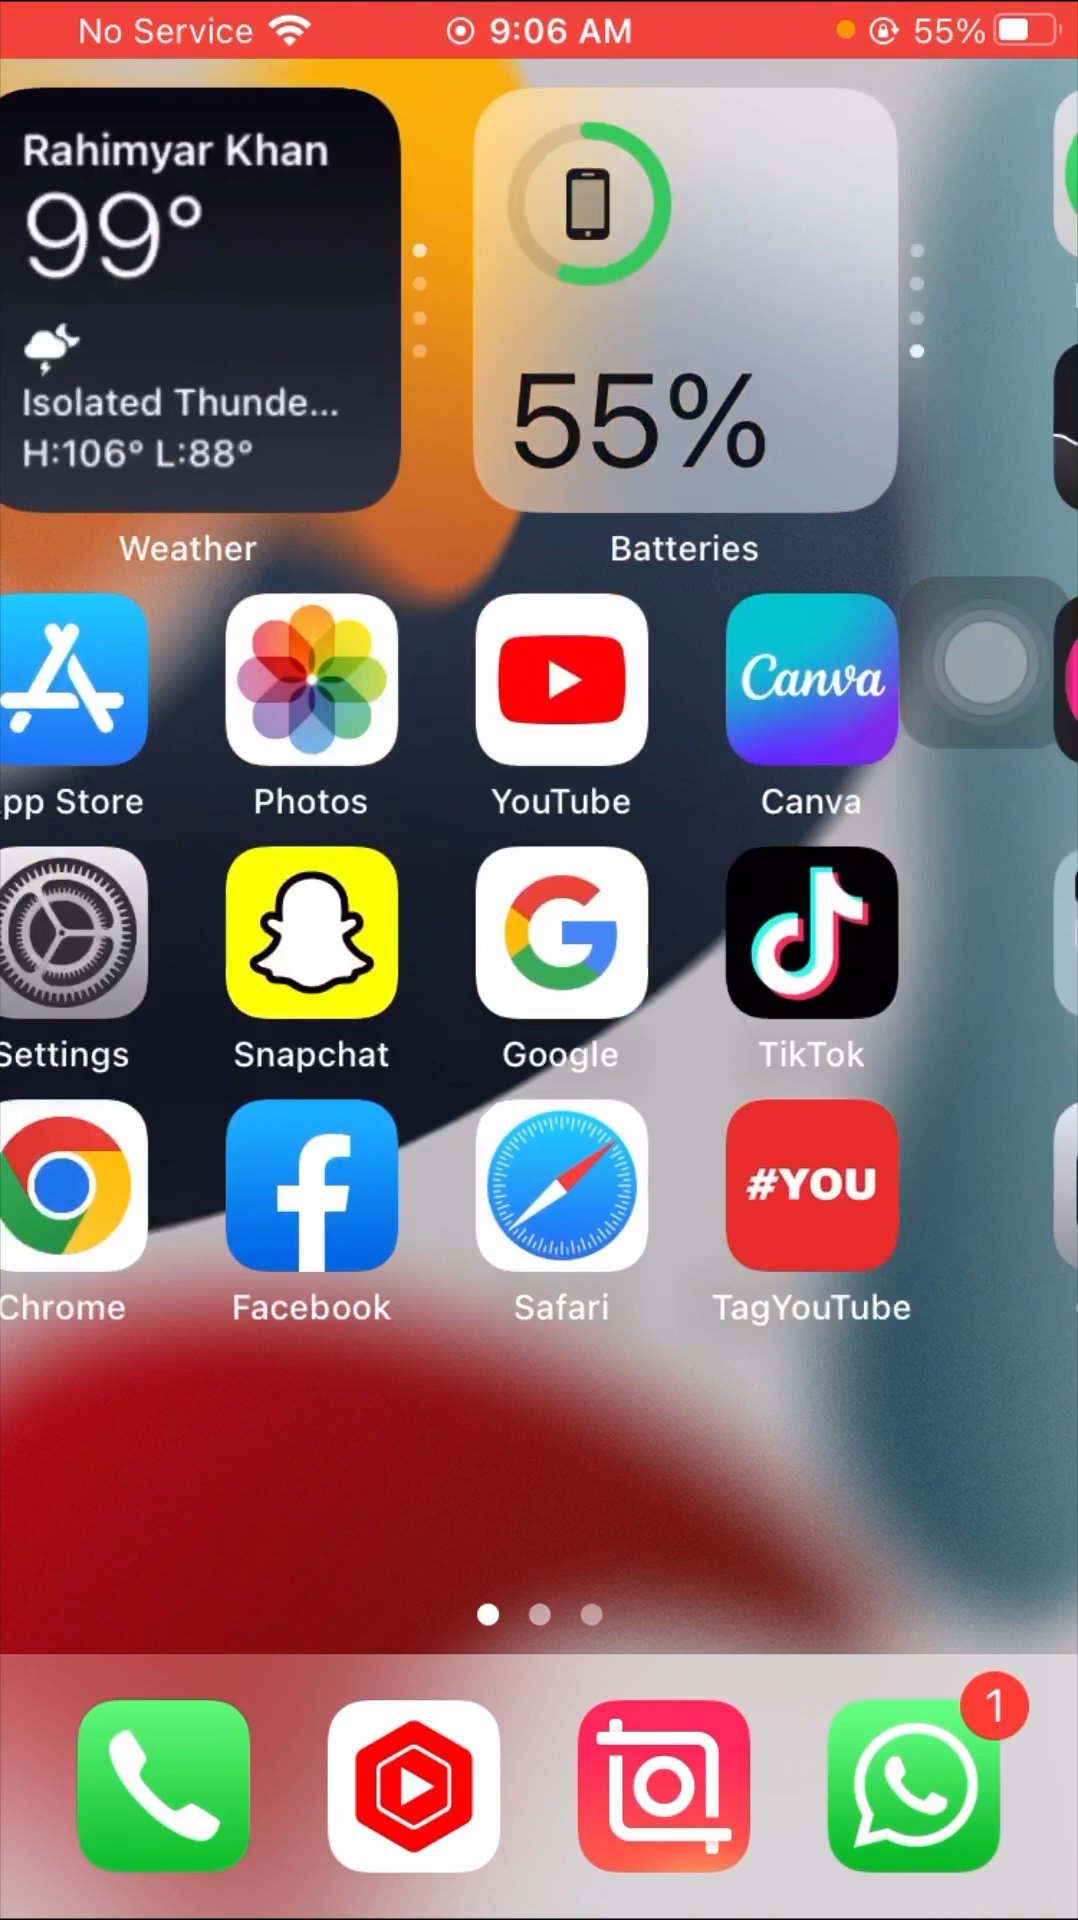 No Service 9:06 AM 55%
Rahimyar Khan
99°
Isolated Thunde...
H:106° L:88°
55%
Weather Batteries
Canva
pp Store Photos YouTube Canva
Settings Snapchat Google TikTok
#YOU
Chrome Facebook Safari TagYouTube
1